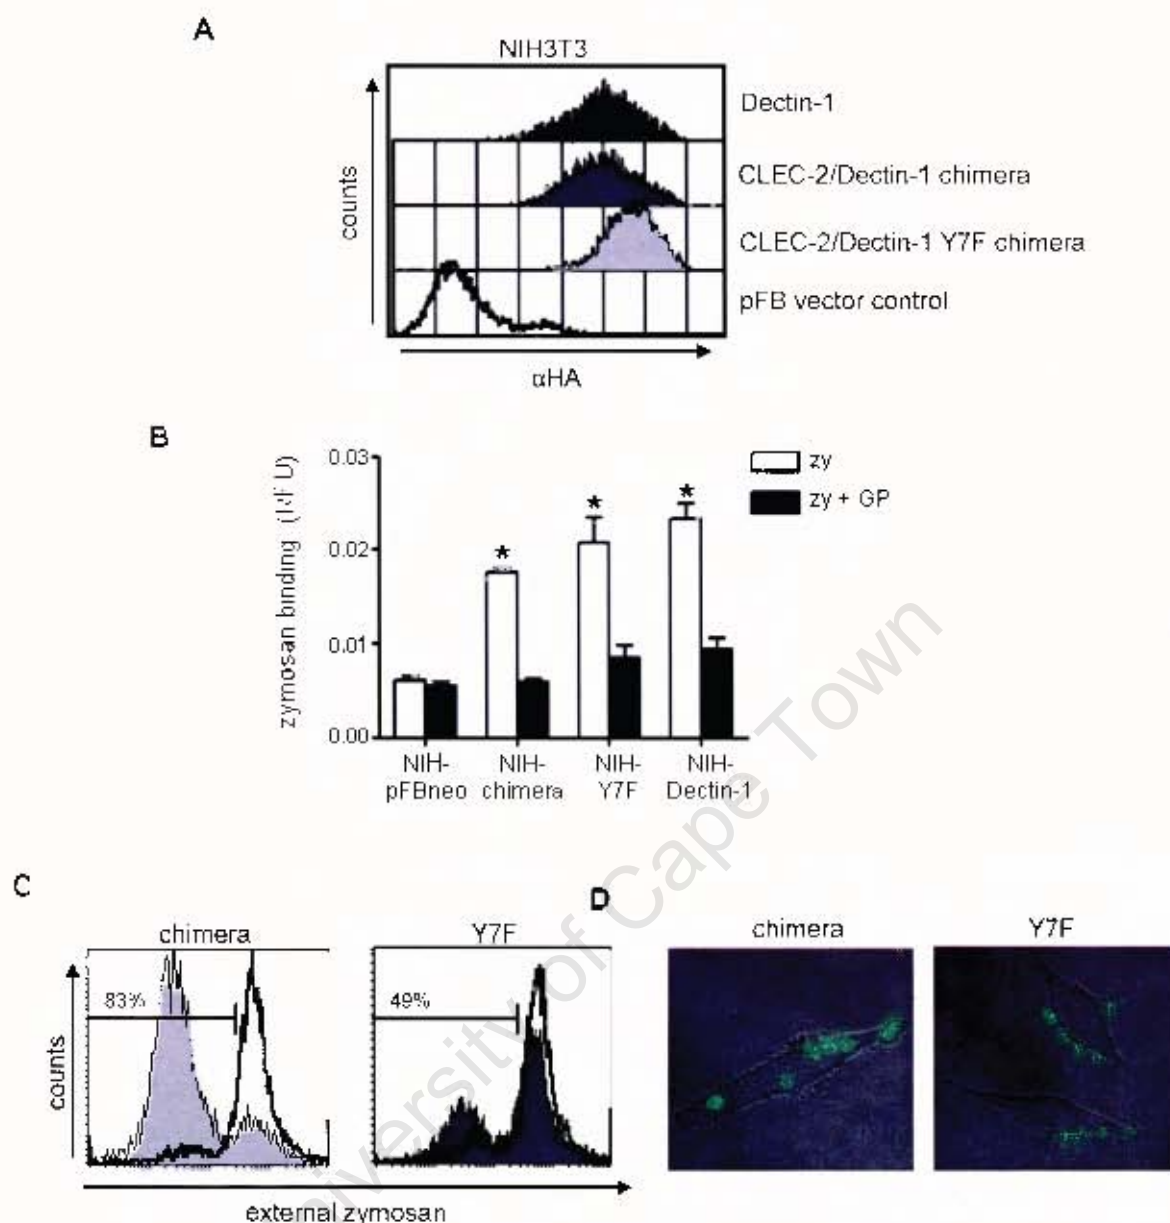 A
NIH3T3
Dectin-1
CLEC-2/Dectin-1 chimera
CLEC-2/Dectin-1 Y7F chimera
pFB vector control
counts
αHA
B
zymosan binding (RFU)
0.03
0.02
0.01
0.00
zy
zy + GP
* * *
NIH-pFBneo
NIH-chimera
NIH-Y7F
NIH-Dectin-1
C
chimera
83%
Y7F
49%
counts
external zymosan
D
chimera
Y7F
University of Cape Town